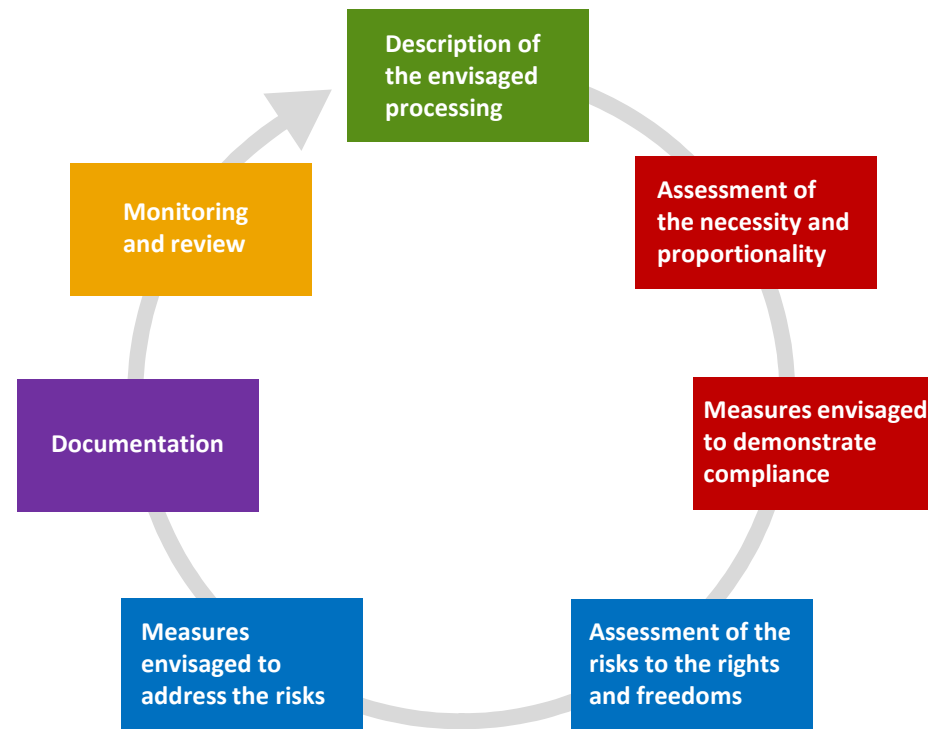 Description of
the envisaged
processing
Assessment of
the necessity and
proportionality
Measures envisaged
to demonstrate
compliance
Assessment of the
risks to the rights
and freedoms
Measures
envisaged to
address the risks
Documentation
Monitoring
and review